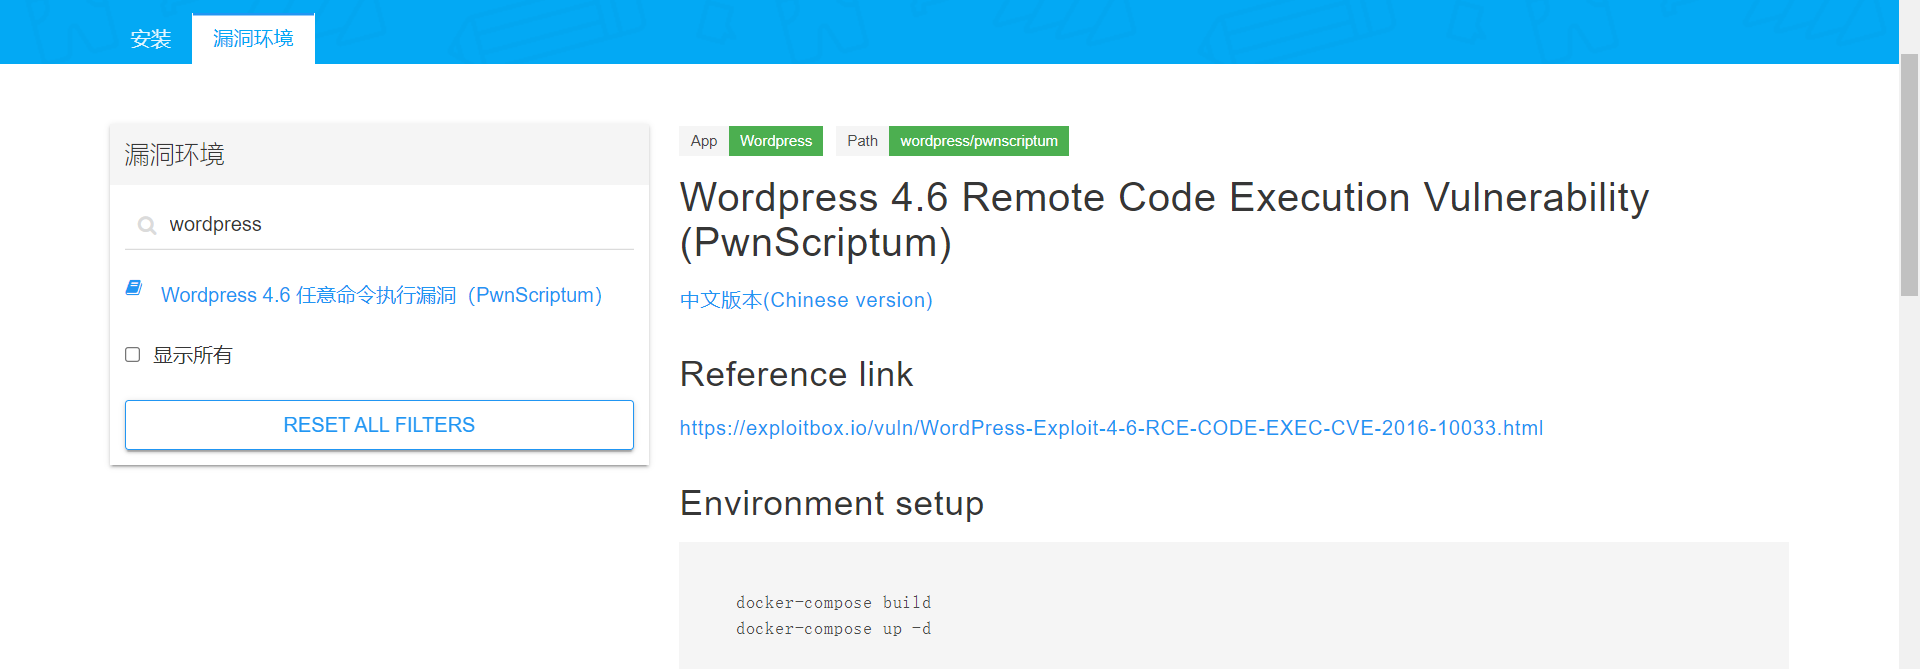 安装
漏洞环境
漏洞环境
wordpress
Wordpress 4.6 任意命令执行漏洞（PwnScriptum）
显示所有
RESET ALL FILTERS
App Wordpress Path wordpress/pwnscriptum
Wordpress 4.6 Remote Code Execution Vulnerability
(PwnScriptum)
中文版本(Chinese version)
Reference link
https://exploitbox.io/vuln/WordPress-Exploit-4-6-RCE-CODE-EXEC-CVE-2016-10033.html
Environment setup
docker-compose build
docker-compose up -d